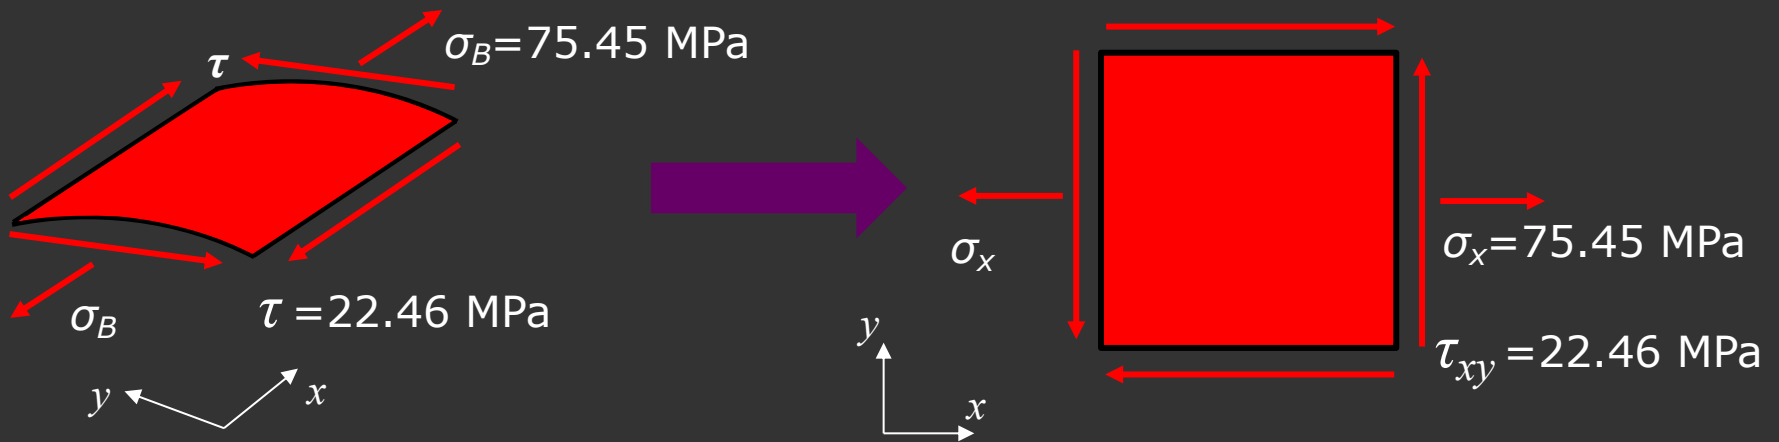 τ
σB=75.45 MPa
σB
τ =22.46 MPa
y
x
σx
σx=75.45 MPa
τxy =22.46 MPa
y
x